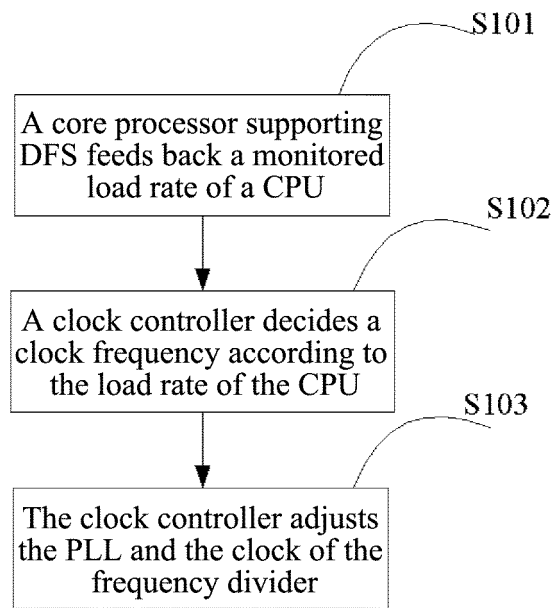 S101
A core processor supporting
DFS feeds back a monitored
load rate of a CPU
S102
A clock controller decides a
clock frequency according to
the load rate of the CPU
S103
The clock controller adjusts
the PLL and the clock of the
frequency divider